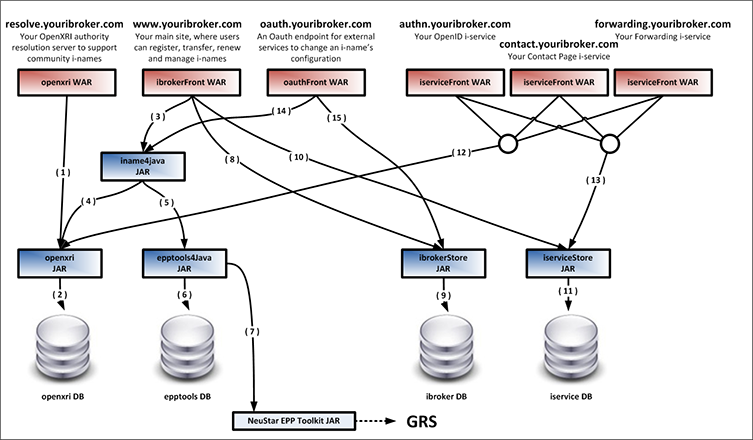 resolve.youribroker.com
Your OpenXRI authority
resolution server to support
community i-names
www.youribroker.com
Your main site, where users
can register, transfer, renew
and manage i-names
oauth.youribroker.com
An Oauth endpoint for external
services to change an i-name's
configuration
authn.youribroker.com
Your OpenID i-service
contact.youribroker.com
Your Contact Page i-service
forwarding.youribroker.com
Your Forwarding i-service
openxri WAR
ibrokerFront WAR
oauthFront WAR
iserviceFront WAR
iserviceFront WAR
iserviceFront WAR
( 3 )
( 14 )
( 15 )
( 1 )
iname4java
JAR
( 8 )
( 10 )
( 12 )
( 13 )
( 4 )
( 5 )
openxri
JAR
epptools4Java
JAR
ibrokerStore
JAR
iserviceStore
JAR
( 2 )
( 6 )
( 7 )
( 9 )
( 11 )
openxri DB
epptools DB
ibroker DB
iservice DB
NeuStar EPP Toolkit JAR
GRS